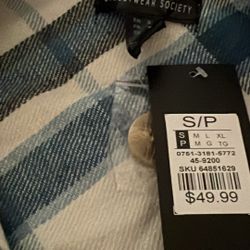 WEAR SOCIETY
S/P
S M L XL
P M G TG
0761-3181-5772
45-9200
SKU 64851629
$49.99